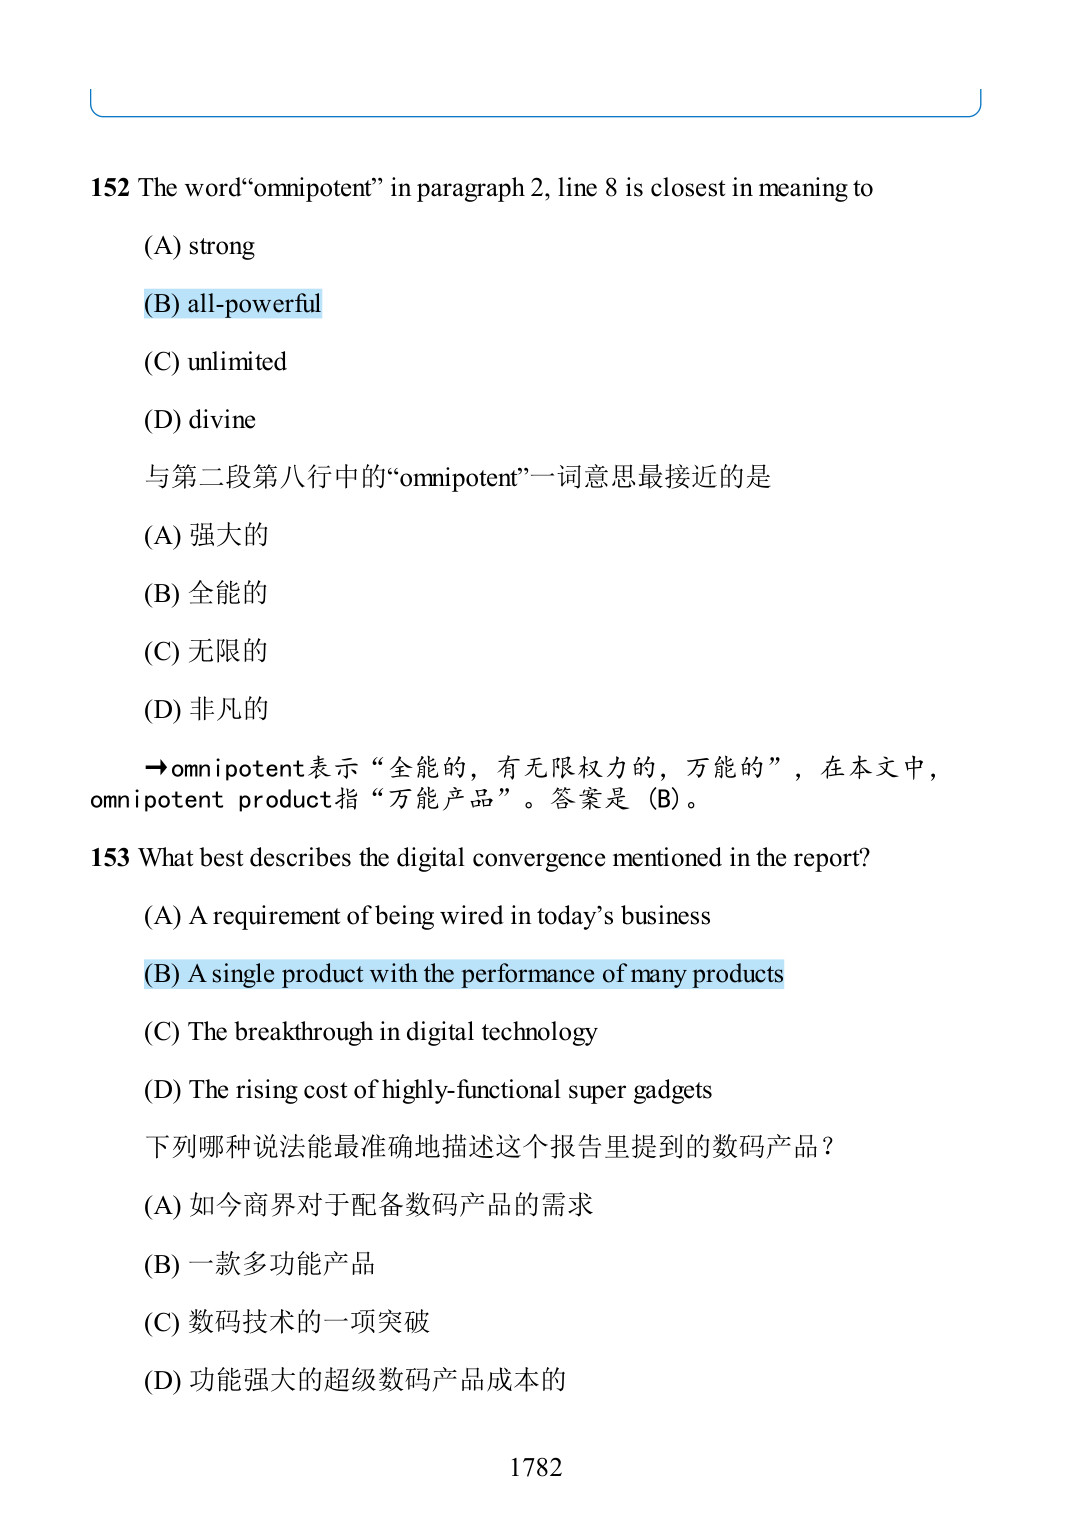 152 The word“omnipotent” in paragraph 2, line 8 is closest in meaning to
(A) strong
(B) all-powerful
(C) unlimited
(D) divine
与第二段第八行中的“omnipotent”一词意思最接近的是
(A) 强大的
(B) 全能的
(C) 无限的
(D) 非凡的
➞omnipotent表示“全能的，有无限权力的，万能的”，在本文中，
omnipotent product指“万能产品”。答案是 (B)。
153 What best describes the digital convergence mentioned in the report?
(A) A requirement of being wired in today’s business
(B) A single product with the performance of many products
(C) The breakthrough in digital technology
(D) The rising cost of highly-functional super gadgets
下列哪种说法能最准确地描述这个报告里提到的数码产品？
(A) 如今商界对于配备数码产品的需求
(B) 一款多功能产品
(C) 数码技术的一项突破
(D) 功能强大的超级数码产品成本的
1782